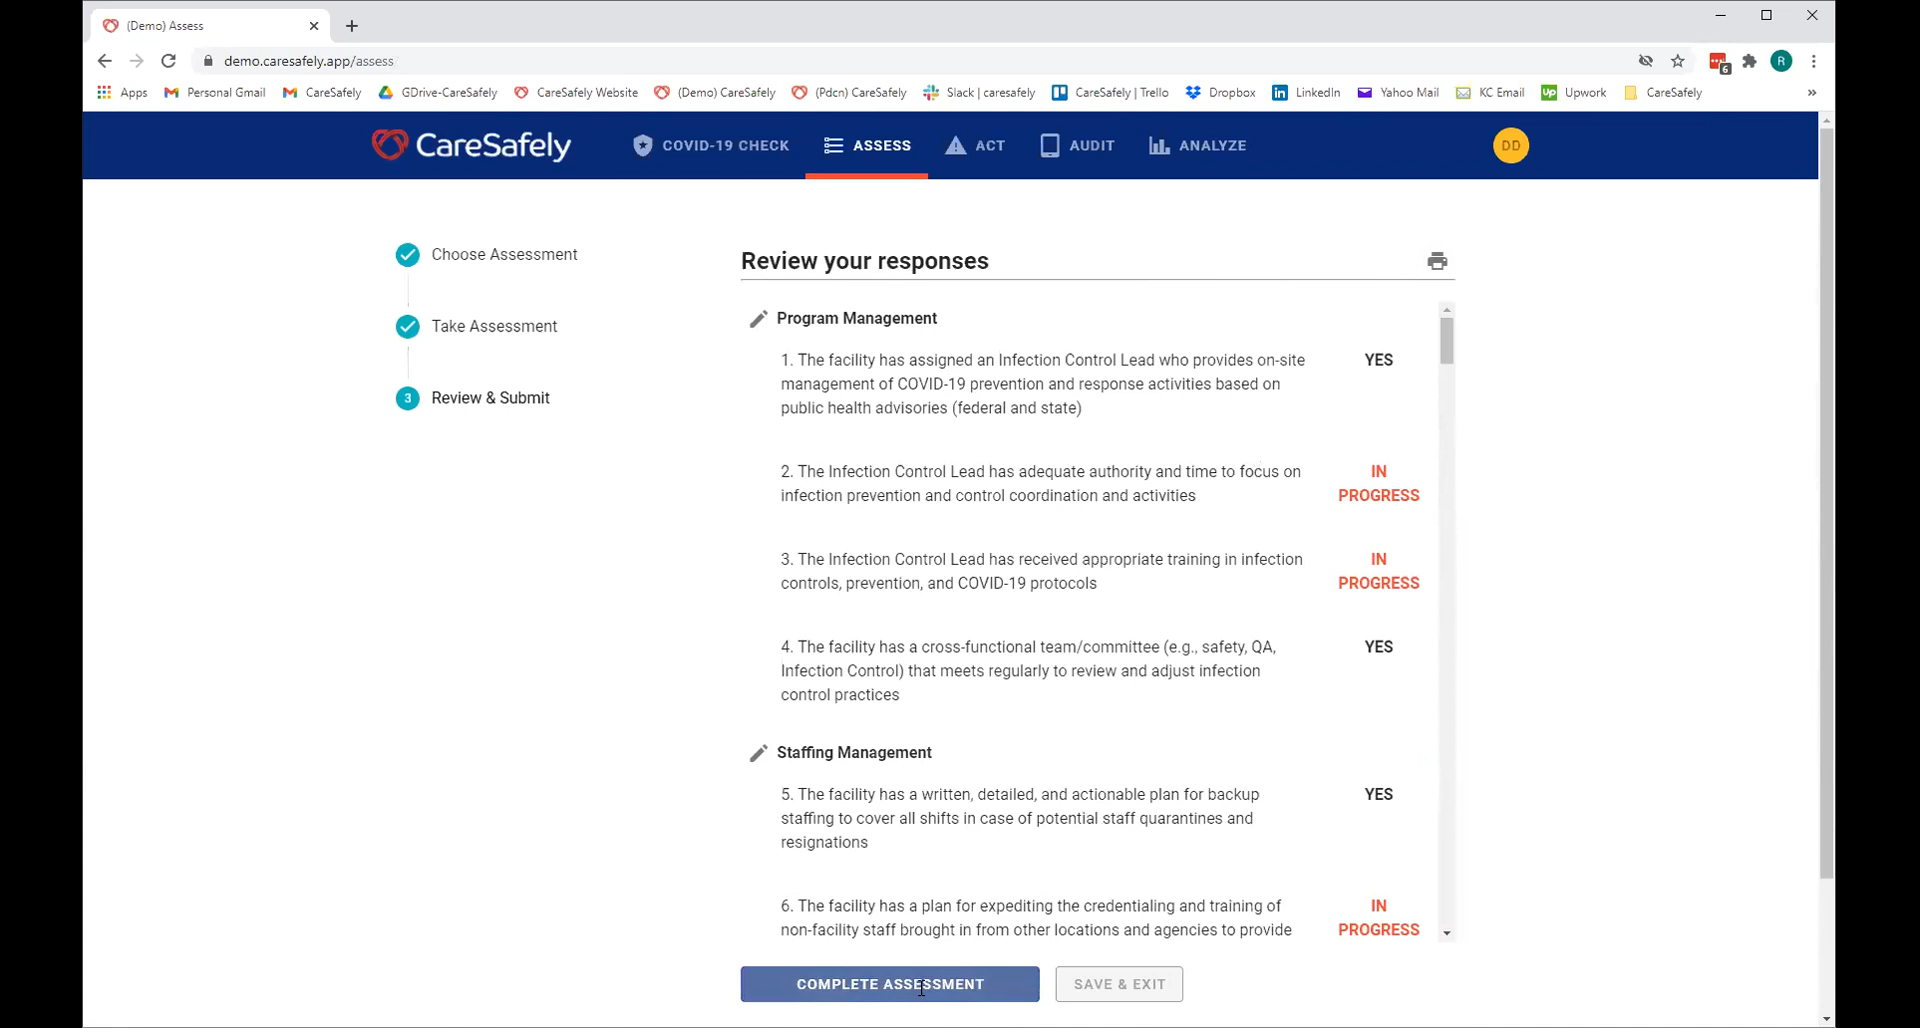 (Demo) Assess
demo.caresafely.app/assess
6
R
Apps Personal Gmail CareSafely GDrive-CareSafely CareSafely Website (Demo) CareSafely (Pdcn) CareSafely Slack | caresafely CareSafely | Trello Dropbox LinkedIn Yahoo Mail KC Email Upwork CareSafely »
CareSafely COVID-19 CHECK ASSESS ACT AUDIT ANALYZE DD
Choose Assessment
Take Assessment
3 Review & Submit
Review your responses
Program Management
1. The facility has assigned an Infection Control Lead who provides on-site YES
management of COVID-19 prevention and response activities based on
public health advisories (federal and state)
2. The Infection Control Lead has adequate authority and time to focus on IN
infection prevention and control coordination and activities PROGRESS
3. The Infection Control Lead has received appropriate training in infection IN
controls, prevention, and COVID-19 protocols PROGRESS
4. The facility has a cross-functional team/committee (e.g., safety, QA, YES
Infection Control) that meets regularly to review and adjust infection
control practices
Staffing Management
5. The facility has a written, detailed, and actionable plan for backup YES
staffing to cover all shifts in case of potential staff quarantines and
resignations
6. The facility has a plan for expediting the credentialing and training of IN
non-facility staff brought in from other locations and agencies to provide PROGRESS
COMPLETE ASSESSMENT SAVE & EXIT